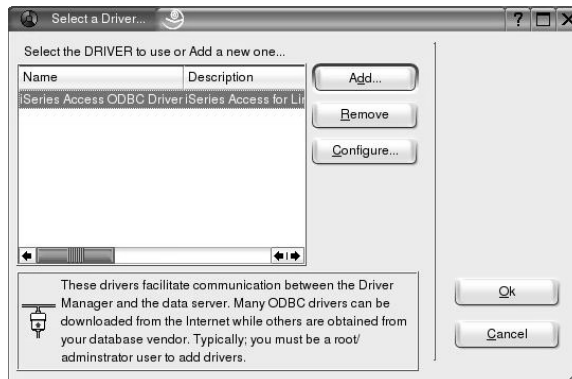 Select a Driver...
?
X
Select the DRIVER to use or Add a new one...
Name Description
iSeries Access ODBC Driver iSeries Access for Lin
Add...
Remove
Configure...
These drivers facilitate communication between the Driver
Manager and the data server. Many ODBC drivers can be
downloaded from the Internet while others are obtained from
your database vendor. Typically; you must be a root/
adminstrator user to add drivers.
Ok
Cancel